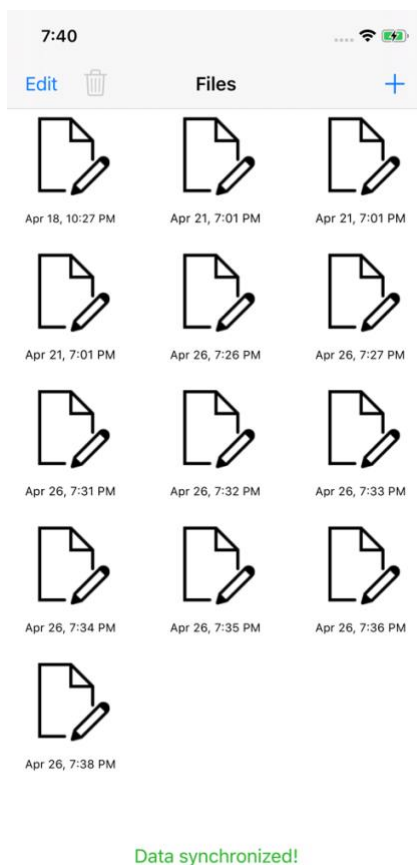 7:40
Edit Files +
Apr 18, 10:27 PM Apr 21, 7:01 PM Apr 21, 7:01 PM
Apr 21, 7:01 PM Apr 26, 7:26 PM Apr 26, 7:27 PM
Apr 26, 7:31 PM Apr 26, 7:32 PM Apr 26, 7:33 PM
Apr 26, 7:34 PM Apr 26, 7:35 PM Apr 26, 7:36 PM
Apr 26, 7:38 PM
Data synchronized!